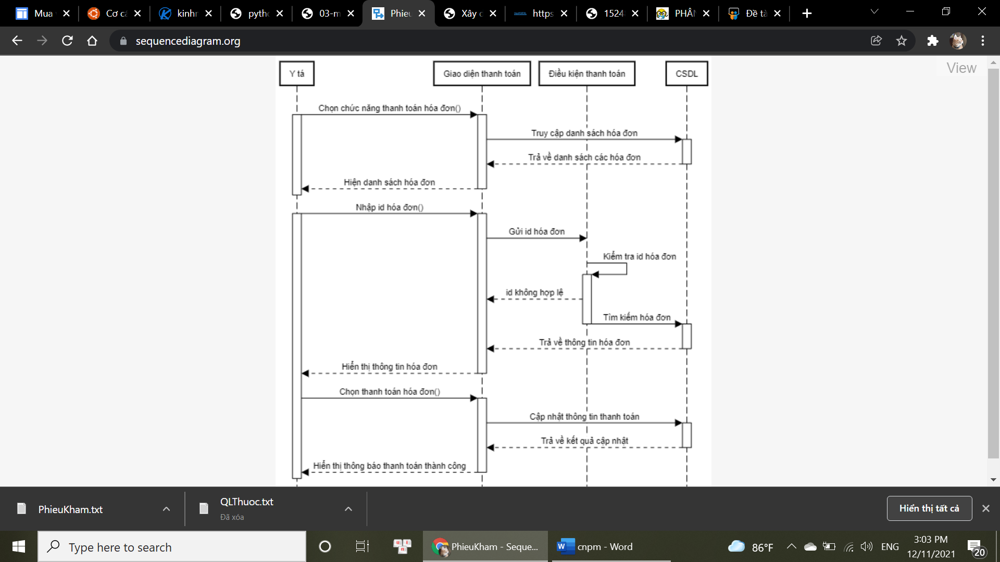 Mua
Cơ cá
kinhr
pytho
03-m
Phieu
Xây d
https
1524
PHÂN
Đề tà
sequencediagram.org
View
Y tá
Giao diện thanh toán
Điều kiện thanh toán
CSDL
Chọn chức năng thanh toán hóa đơn()
Truy cập danh sách hóa đơn
Trả về danh sách các hóa đơn
Hiện danh sách hóa đơn
Nhập id hóa đơn()
Gửi id hóa đơn
Kiểm tra id hóa đơn
id không hợp lệ
Tìm kiếm hóa đơn
Trả về thông tin hóa đơn
Hiển thị thông tin hóa đơn
Chọn thanh toán hóa đơn()
Cập nhật thông tin thanh toán
Trả về kết quả cập nhật
Hiển thị thông báo thanh toán thành công
PhieuKham.txt
QLThuoc.txt
Đã xóa
Hiển thị tất cả
Type here to search
u i n
PhieuKham - Seque...
cnpm - Word
86°F
ENG
3:03 PM
12/11/2021
20